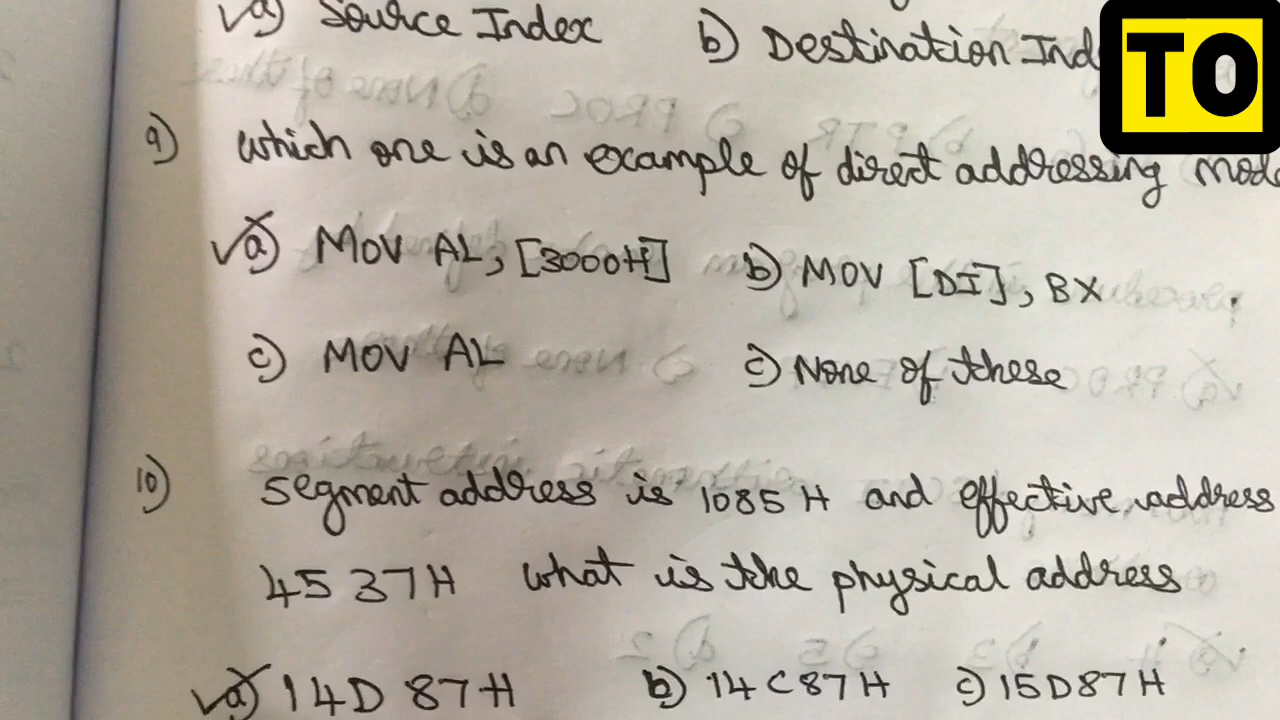 a) Source Index b) Destination Ind
TO
9) which one is an example of direct addressing mod
a) MOV AL, [3000H] b) MOV [DI], BX
c) MOV AL c) None of these
10) segment address is 1085 H and effective address
4537H what is the physical address
a) 14D 87H b) 14C87H c) 15D87H